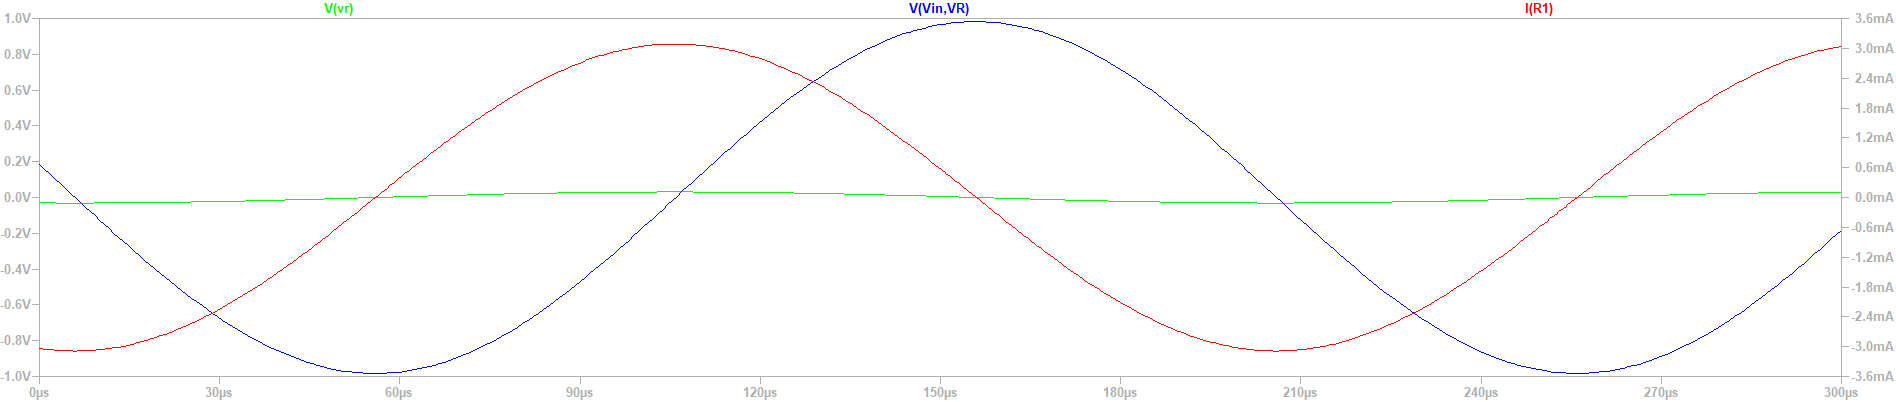 V(vr) V(Vin,VR) I(R1)
1.0V 3.6mA
0.8V 3.0mA
0.6V 2.4mA
0.4V 1.8mA
1.2mA
0.2V 0.6mA
0.0V 0.0mA
-0.2V -0.6mA
-0.4V -1.2mA
-1.8mA
-0.6V -2.4mA
-0.8V -3.0mA
-1.0V -3.6mA
0µs 30µs 60µs 90µs 120µs 150µs 180µs 210µs 240µs 270µs 300µs